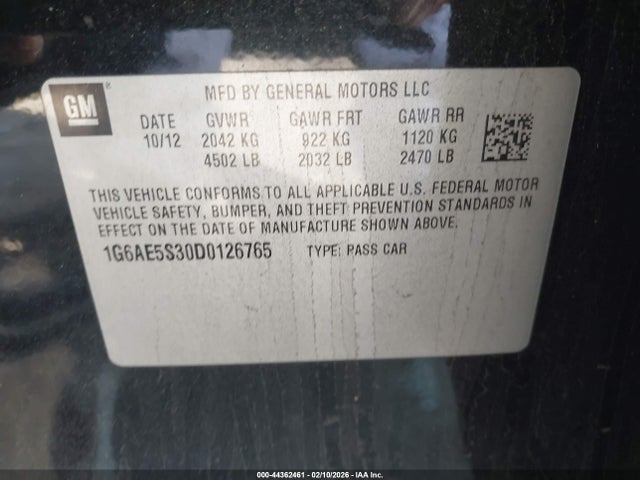 GM
MFD BY GENERAL MOTORS LLC
DATE GVWR GAWR FRT GAWR RR
10/12 2042 KG 922 KG 1120 KG
4502 LB 2032 LB 2470 LB
THIS VEHICLE CONFORMS TO ALL APPLICABLE U.S. FEDERAL MOTOR
VEHICLE SAFETY, BUMPER, AND THEFT PREVENTION STANDARDS IN
EFFECT ON THE DATE OF MANUFACTURE SHOWN ABOVE.
1G6AE5S30D0126765 TYPE: PASS CAR
000-44362461 - 02/10/2026 - IAA Inc.